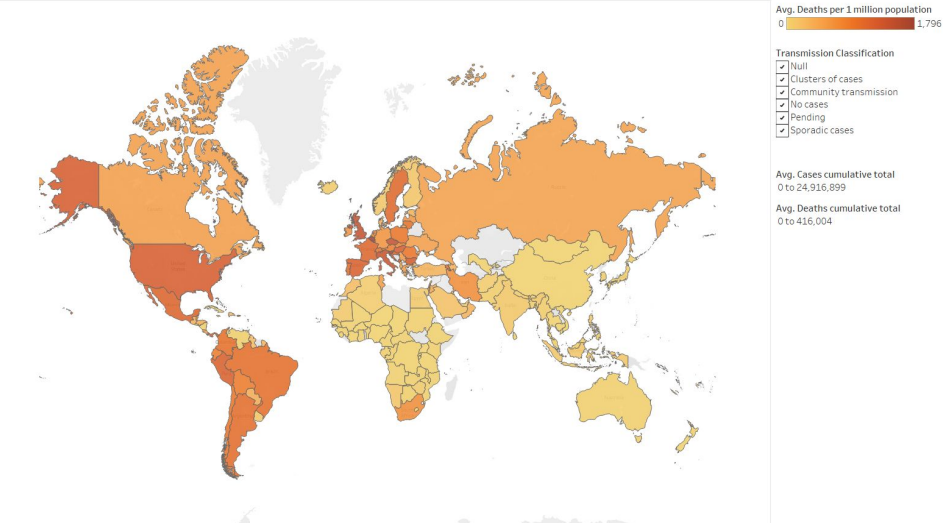 Avg. Deaths per 1 million population
0 1,796
Transmission Classification
Null
Clusters of cases
Community transmission
No cases
Pending
Sporadic cases
Avg. Cases cumulative total
0 to 24,916,899
Avg. Deaths cumulative total
0 to 416,004